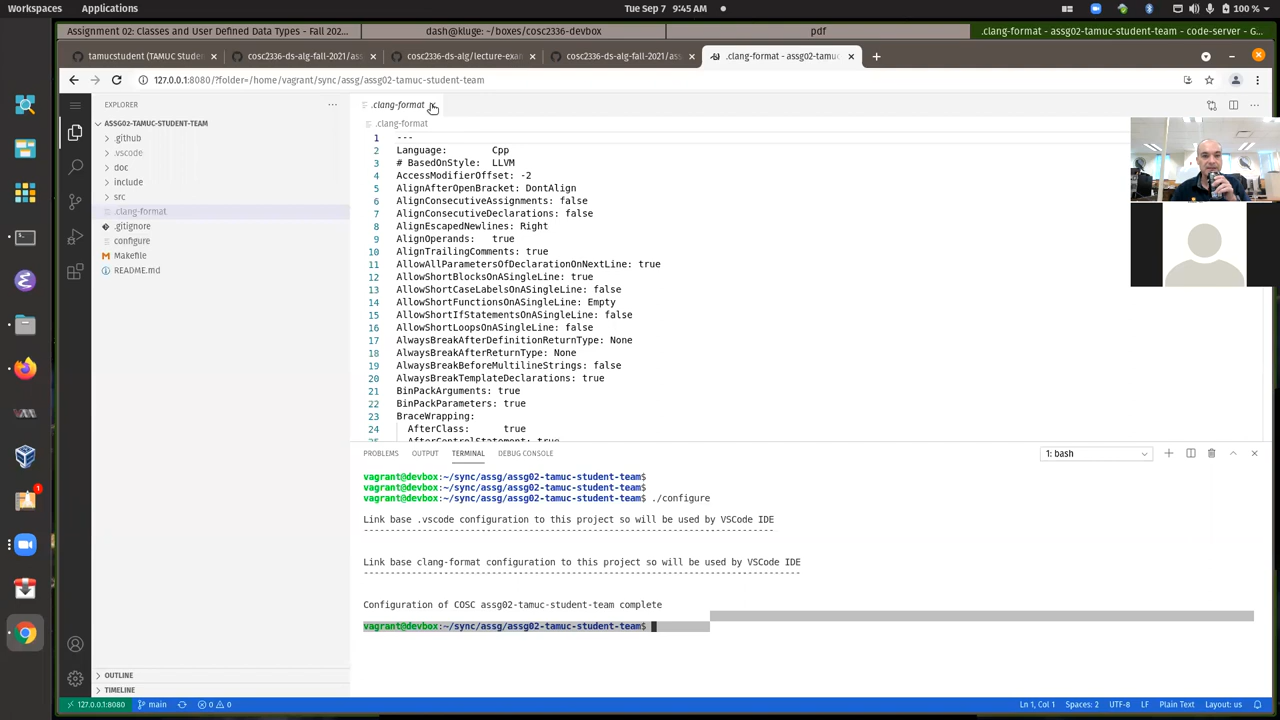 Workspaces
Applications
Tue Sep 7 9:45 AM
100 %
Assignment 02: Classes and User Defined Data Types - Fall 202...
dash@kluge: ~/boxes/cosc2336-devbox
pdf
.clang-format - assg02-tamuc-student-team - code-server
tamucstudent (TAMUC Stude
cosc2336-ds-alg-fall-2021/ass
cosc2336-ds-alg/lecture-exam
cosc2336-ds-alg-fall-2021/ass
.clang-format - assg02-tamuc
127.0.0.1:8080/?folder=/home/vagrant/sync/assg/assg02-tamuc-student-team
EXPLORER
ASSG02-TAMUC-STUDENT-TEAM
.github
.vscode
doc
include
src
.clang-format
.gitignore
configure
Makefile
README.md
OUTLINE
TIMELINE
.clang-format
.clang-format
1 ---
2 Language: Cpp
3 # BasedOnStyle: LLVM
4 AccessModifierOffset: -2
5 AlignAfterOpenBracket: DontAlign
6 AlignConsecutiveAssignments: false
7 AlignConsecutiveDeclarations: false
8 AlignEscapedNewlines: Right
9 AlignOperands: true
10 AlignTrailingComments: true
11 AllowAllParametersOfDeclarationOnNextLine: true
12 AllowShortBlocksOnASingleLine: true
13 AllowShortCaseLabelsOnASingleLine: false
14 AllowShortFunctionsOnASingleLine: Empty
15 AllowShortIfStatementsOnASingleLine: false
16 AllowShortLoopsOnASingleLine: false
17 AlwaysBreakAfterDefinitionReturnType: None
18 AlwaysBreakAfterReturnType: None
19 AlwaysBreakBeforeMultilineStrings: false
20 AlwaysBreakTemplateDeclarations: true
21 BinPackArguments: true
22 BinPackParameters: true
23 BraceWrapping:
24 AfterClass: true
25 AfterControlStatement: true
PROBLEMS
OUTPUT
TERMINAL
DEBUG CONSOLE
1: bash
vagrant@devbox:~/sync/assg/assg02-tamuc-student-team$
vagrant@devbox:~/sync/assg/assg02-tamuc-student-team$
vagrant@devbox:~/sync/assg/assg02-tamuc-student-team$ ./configure
Link base .vscode configuration to this project so will be used by VSCode IDE
-----------------------------------------------------------------------------
Link base clang-format configuration to this project so will be used by VSCode IDE
----------------------------------------------------------------------------------
Configuration of COSC assg02-tamuc-student-team complete
vagrant@devbox:~/sync/assg/assg02-tamuc-student-team$
127.0.0.1:8080
main
0
0
Ln 1, Col 1
Spaces: 2
UTF-8
LF
Plain Text
Layout: us
1